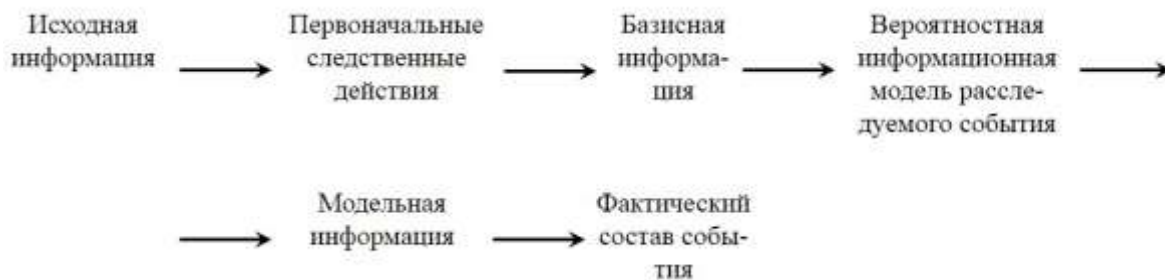 Исходная
информация
Первоначальные
следственные
действия
Базисная
информа-
ция
Вероятностная
информационная
модель рассле-
дуемого события
Модельная
информация
Фактический
состав собы-
тия